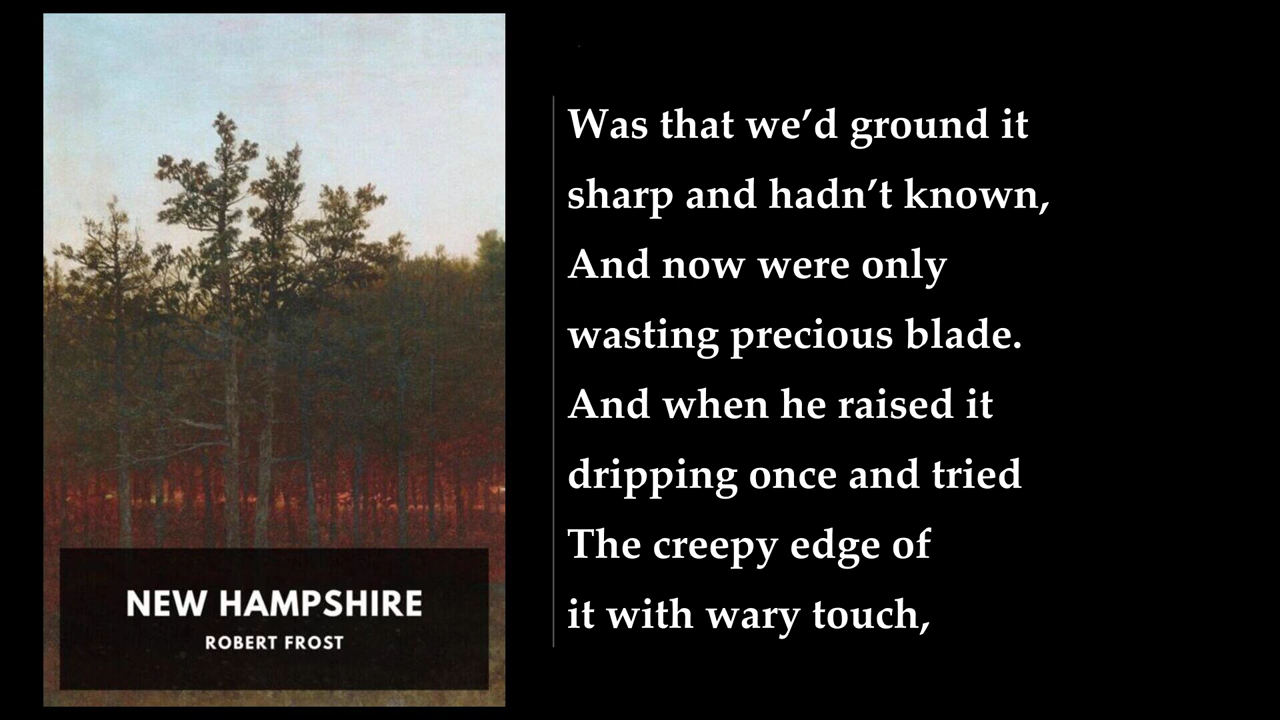 NEW HAMPSHIRE
ROBERT FROST
Was that we’d ground it
sharp and hadn’t known,
And now were only
wasting precious blade.
And when he raised it
dripping once and tried
The creepy edge of
it with wary touch,